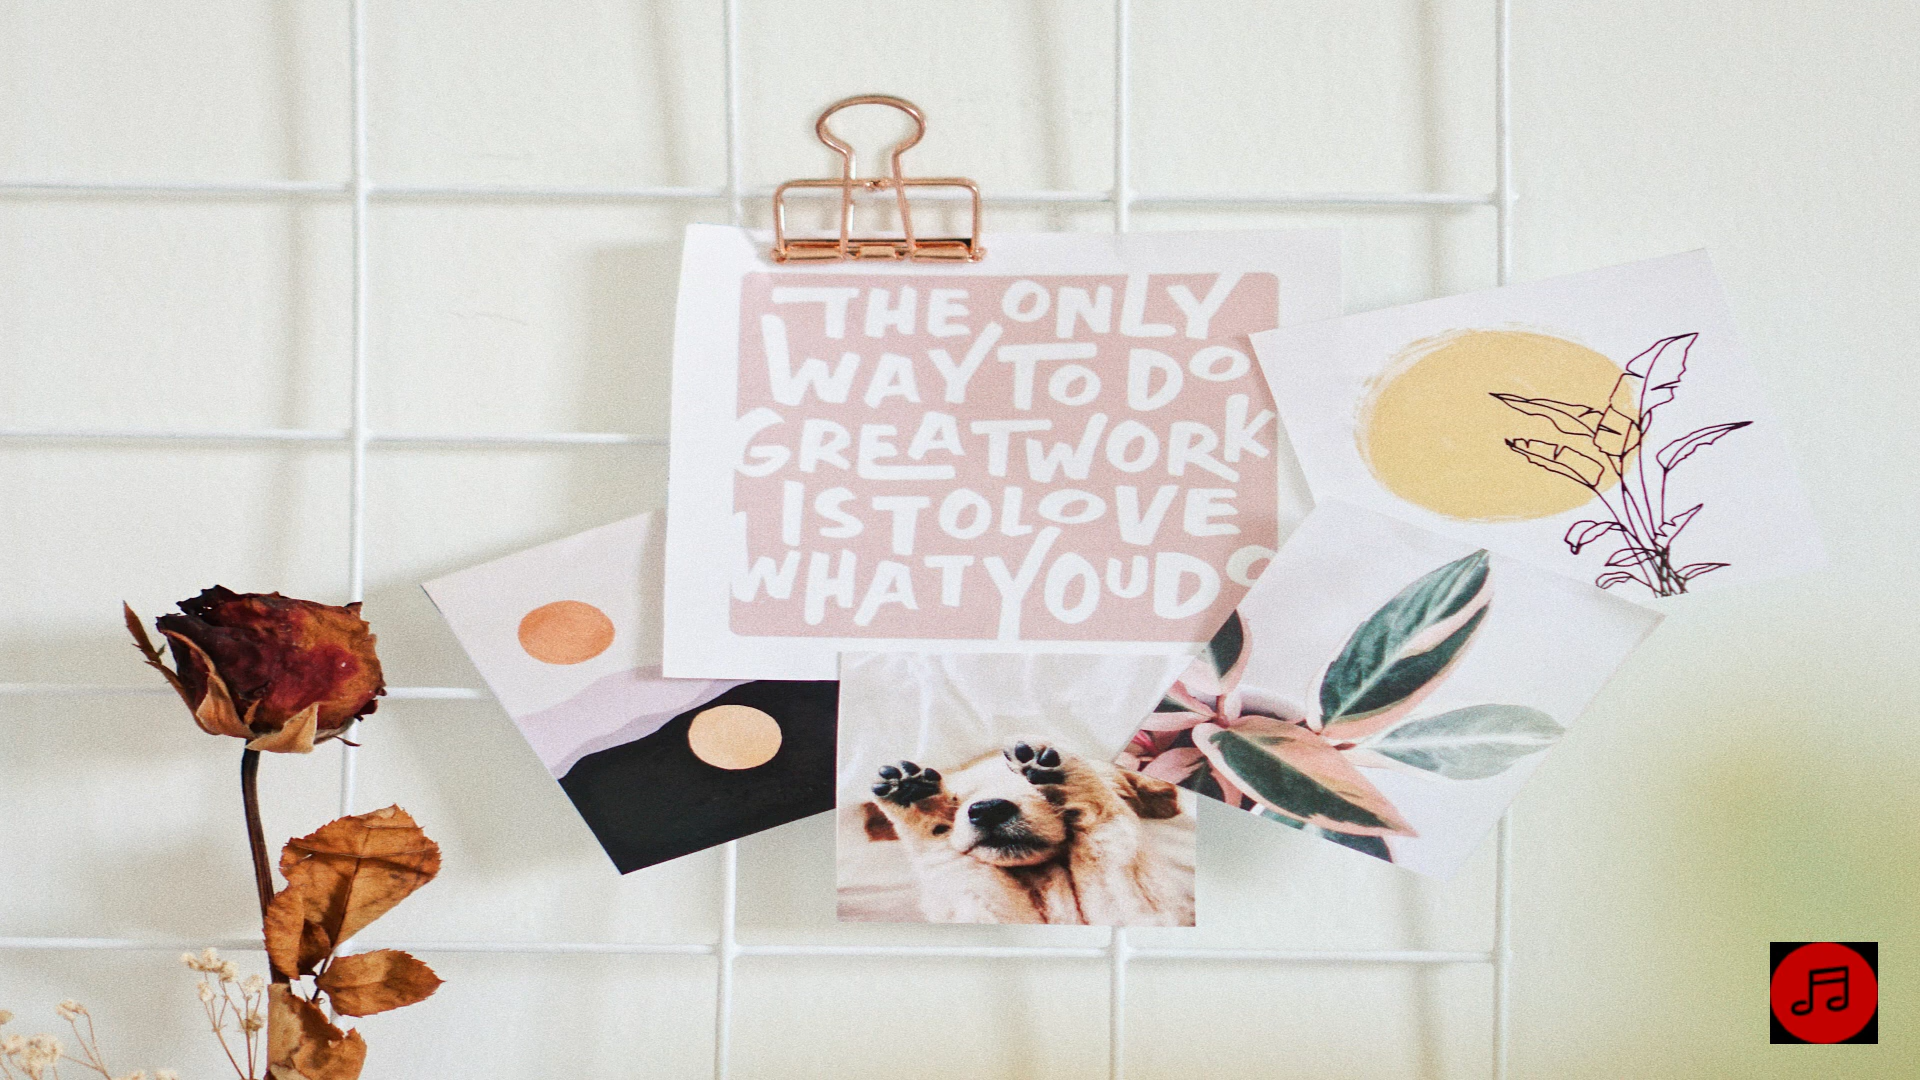 THE ONLY
WAY TO DO
GREAT WORK
IS TO LOVE
WHAT YOU DO